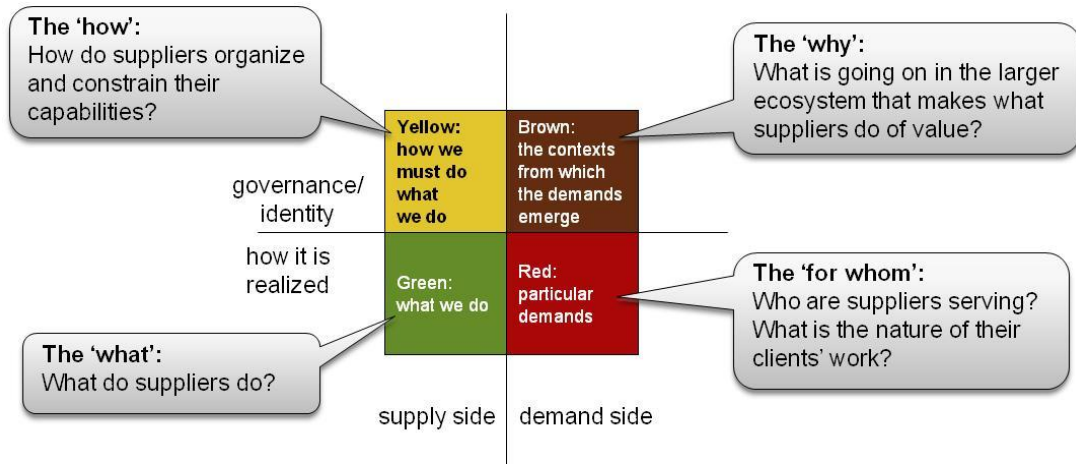 The ‘how’:
How do suppliers organize
and constrain their
capabilities?
The ‘why’:
What is going on in the larger
ecosystem that makes what
suppliers do of value?
Yellow:
how we
must do
what
we do
Brown:
the contexts
from which
the demands
emerge
governance/
identity
how it is
realized
Green:
what we do
Red:
particular
demands
The ‘what’:
What do suppliers do?
The ‘for whom’:
Who are suppliers serving?
What is the nature of their
clients’ work?
supply side
demand side